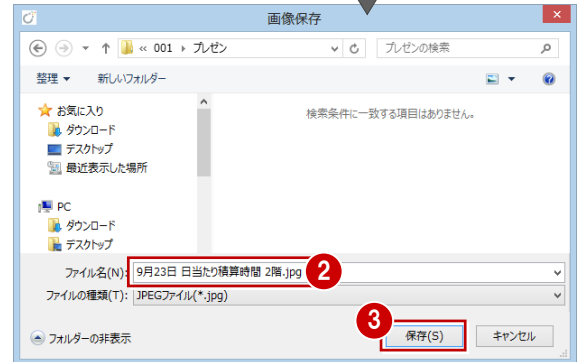 画像保存
« 001 プレゼン
プレゼンの検索
整理 新しいフォルダー
お気に入り
ダウンロード
デスクトップ
最近表示した場所
検索条件に一致する項目はありません。
PC
ダウンロード
デスクトップ
ファイル名(N): 9月23日 日当たり積算時間 2階.jpg
2
ファイルの種類(T): JPEGファイル(*.jpg)
3
フォルダーの非表示
保存(S) キャンセル